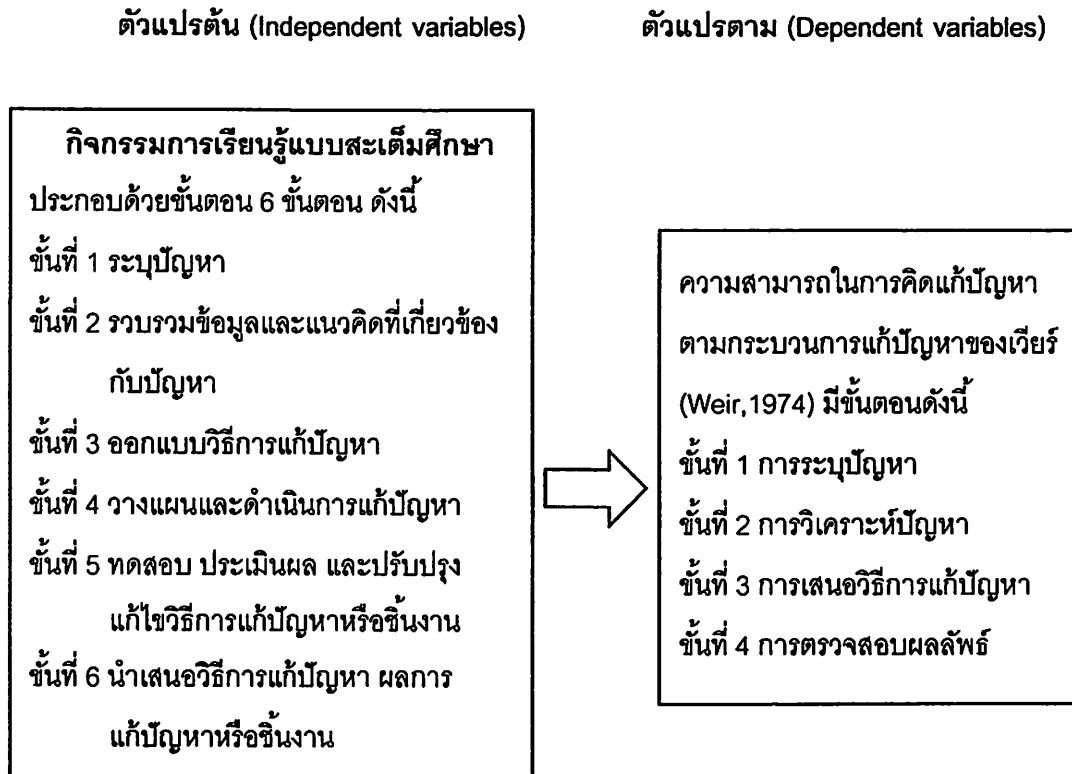 ตัวแปรต้น (Independent variables)
ตัวแปรตาม (Dependent variables)
กิจกรรมการเรียนรู้แบบสะเต็มศึกษา
ประกอบด้วยขั้นตอน 6 ขั้นตอน ดังนี้
ขั้นที่ 1 ระบุปัญหา
ขั้นที่ 2 รวบรวมข้อมูลและแนวคิดที่เกี่ยวข้อง
กับปัญหา
ขั้นที่ 3 ออกแบบวิธีการแก้ปัญหา
ขั้นที่ 4 วางแผนและดำเนินการแก้ปัญหา
ขั้นที่ 5 ทดสอบ ประเมินผล และปรับปรุง
แก้ไขวิธีการแก้ปัญหาหรือชิ้นงาน
ขั้นที่ 6 นำเสนอวิธีการแก้ปัญหา ผลการ
แก้ปัญหาหรือชิ้นงาน
ความสามารถในการคิดแก้ปัญหา
ตามกระบวนการแก้ปัญหาของเวียร์
(Weir,1974) มีขั้นตอนดังนี้
ขั้นที่ 1 การระบุปัญหา
ขั้นที่ 2 การวิเคราะห์ปัญหา
ขั้นที่ 3 การเสนอวิธีการแก้ปัญหา
ขั้นที่ 4 การตรวจสอบผลลัพธ์